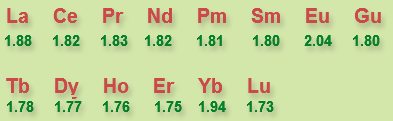 La Ce Pr Nd Pm Sm Eu Gu
1.88 1.82 1.83 1.82 1.81 1.80 2.04 1.80
Tb Dy Ho Er Yb Lu
1.78 1.77 1.76 1.75 1.94 1.73